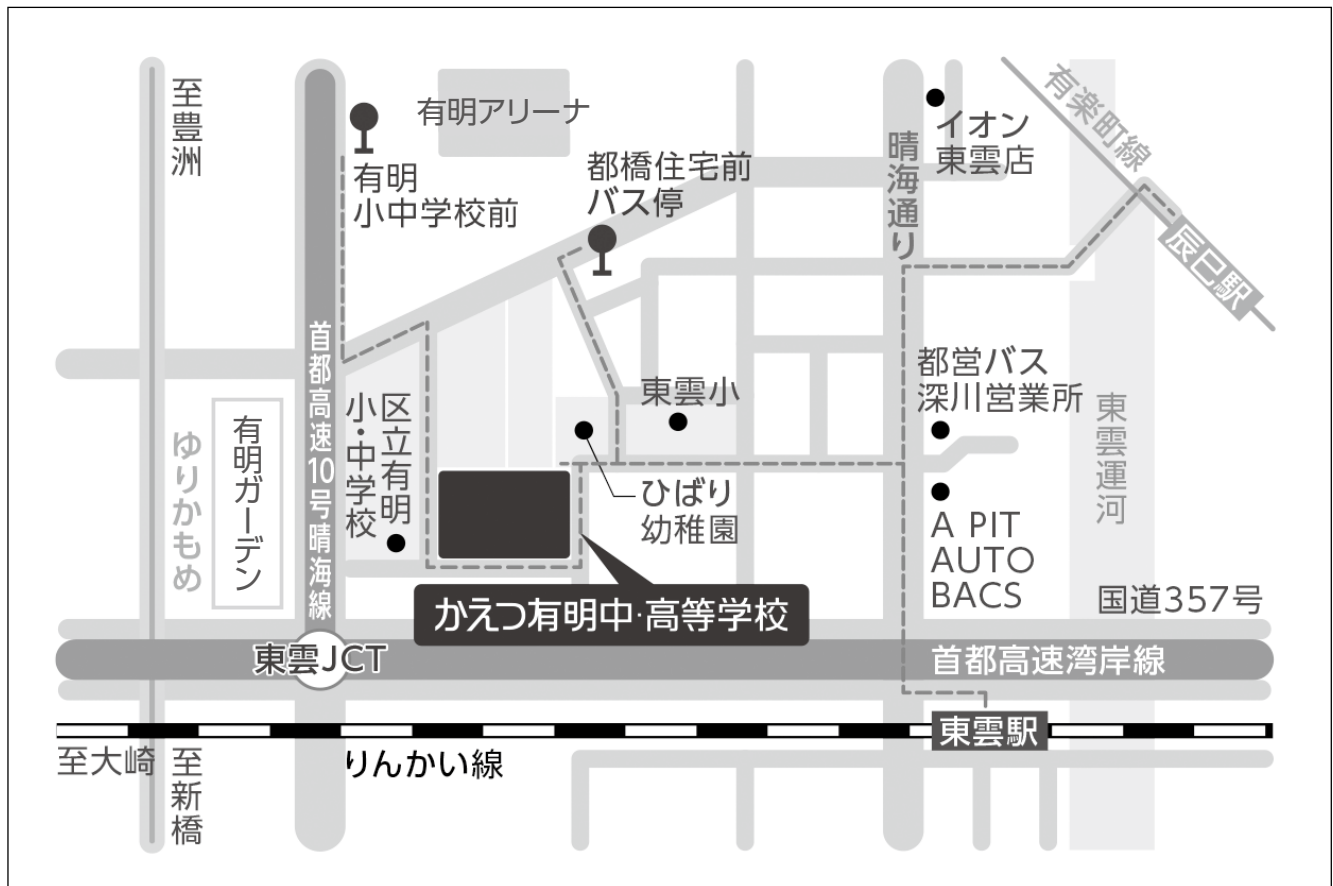 至豊洲
有明アリーナ
有明
小中学校前
都橋住宅前
バス停
晴海通り
イオン
東雲店
有楽町線
辰巳駅
首都高速10号晴海線
ゆりかもめ
有明ガーデン
区立有明
小・中学校
東雲小
ひばり
幼稚園
都営バス
深川営業所
A PIT
AUTO
BACS
東雲運河
かえつ有明中・高等学校
国道357号
東雲JCT
首都高速湾岸線
東雲駅
至大崎
至新橋
りんかい線